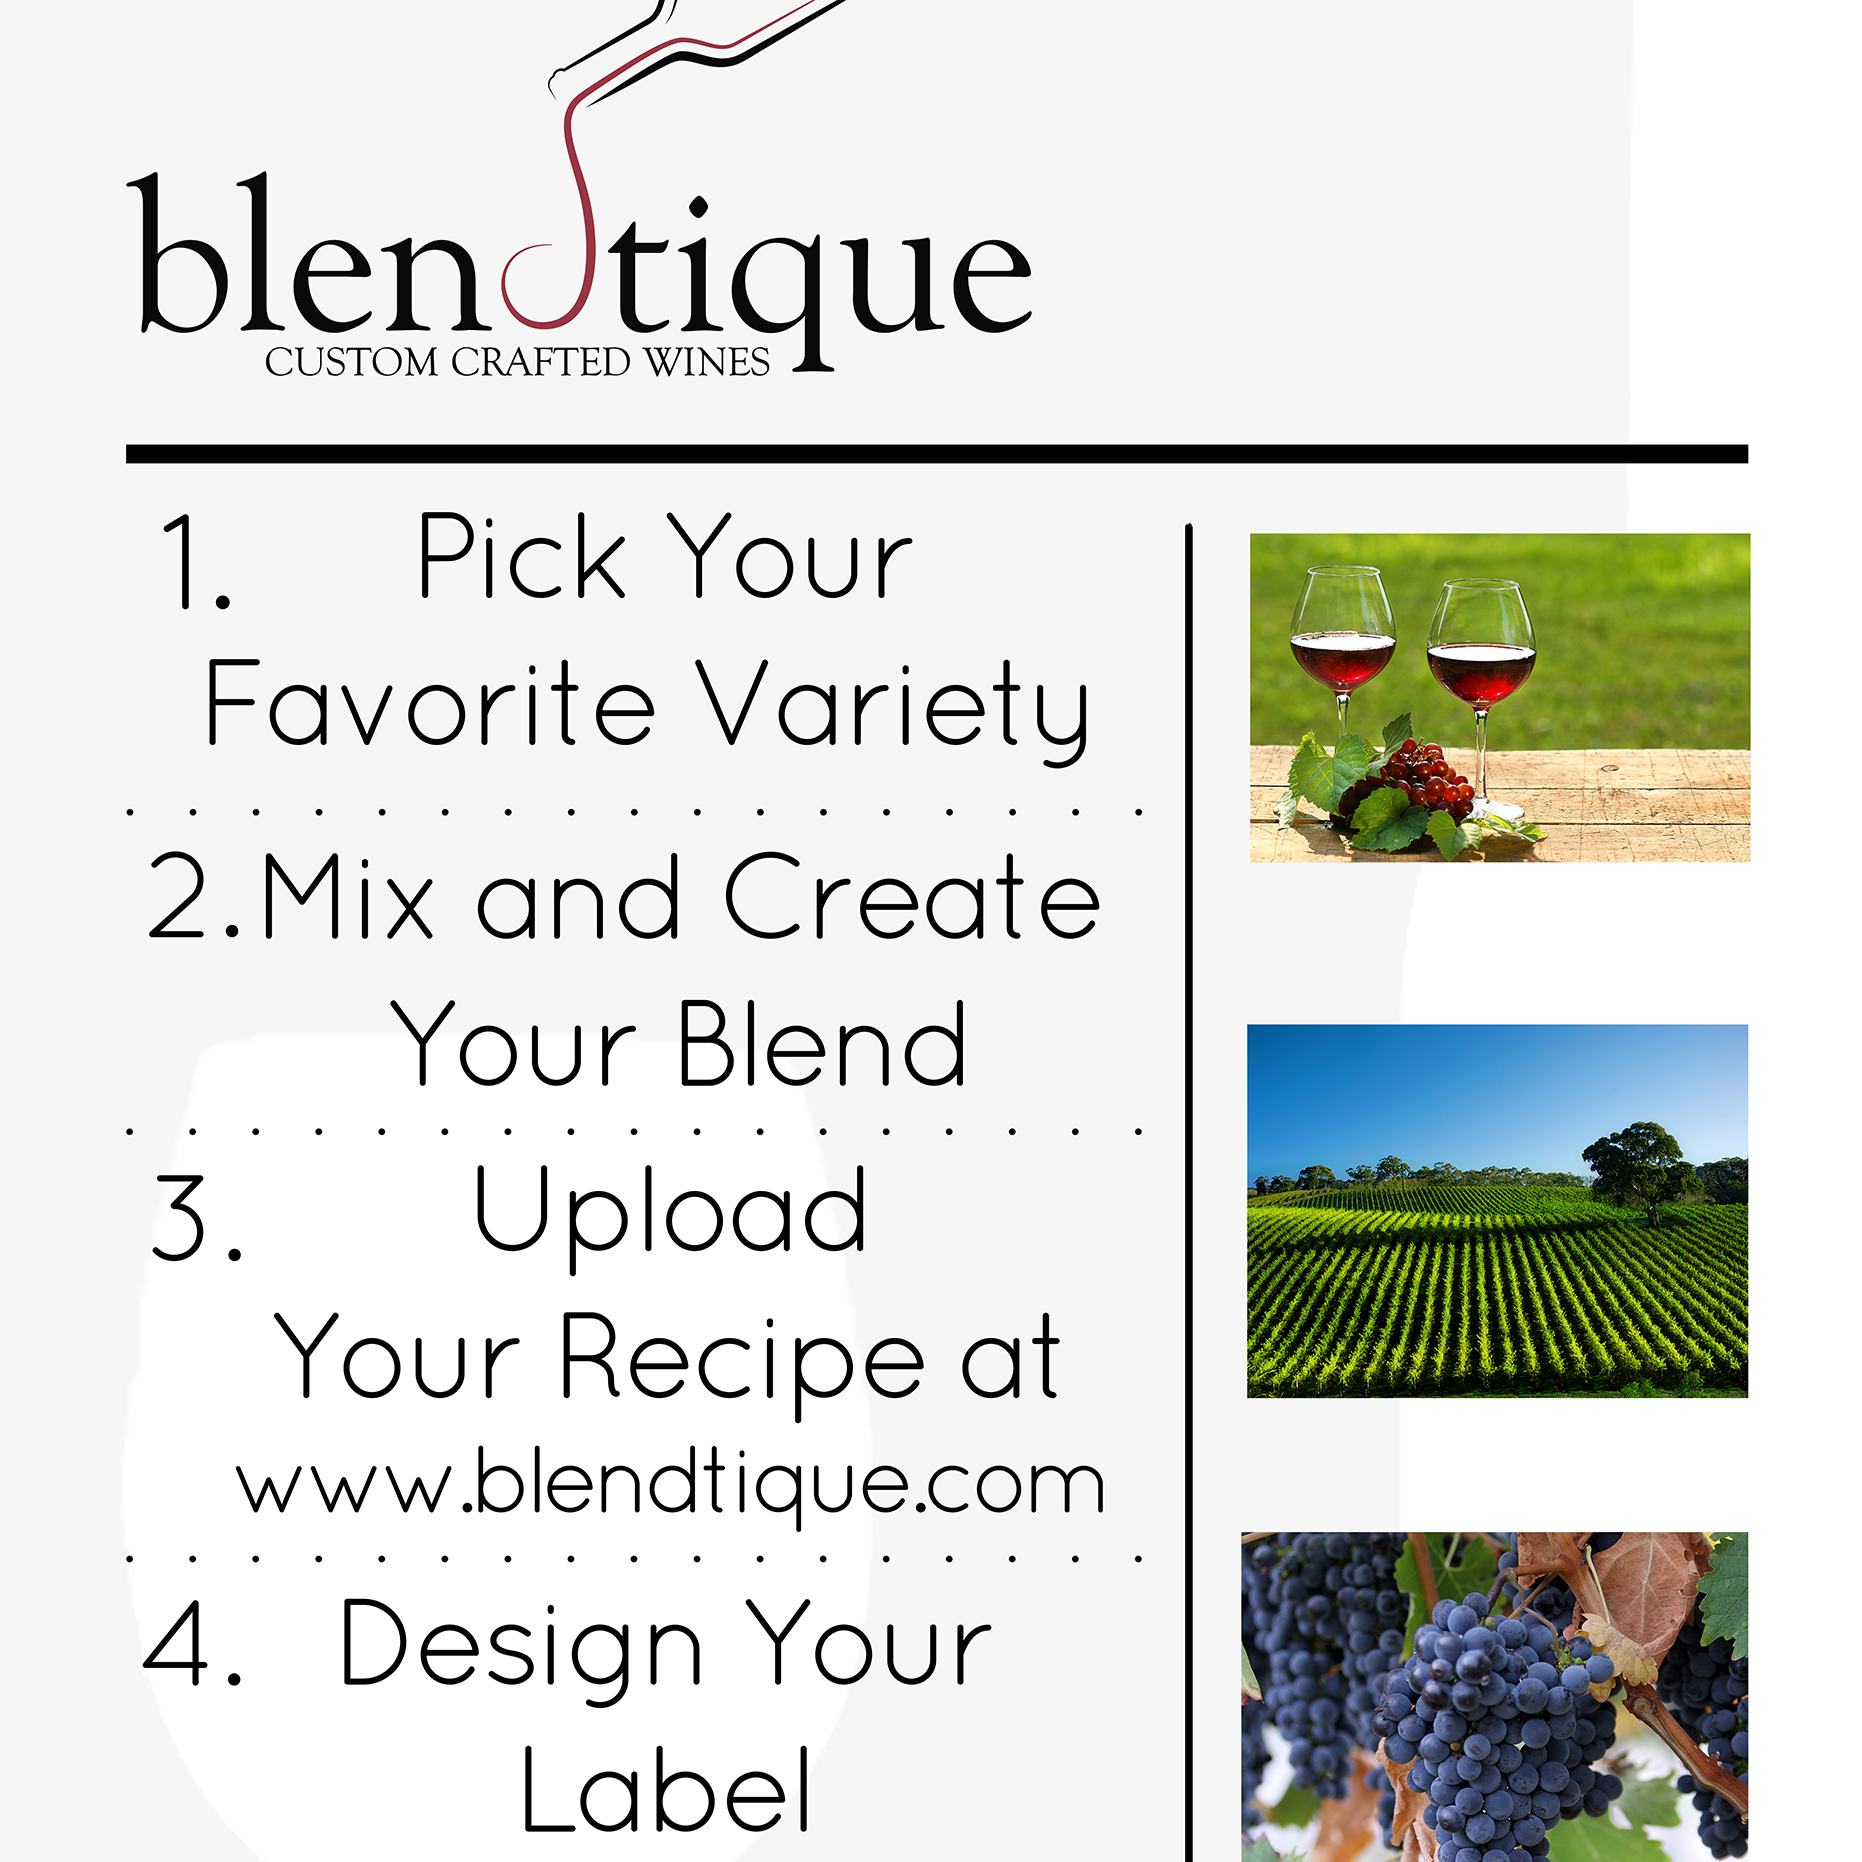 blendtique
CUSTOM CRAFTED WINES
1. Pick Your
Favorite Variety
2. Mix and Create
Your Blend
3. Upload
Your Recipe at
www.blendtique.com
4. Design Your
Label